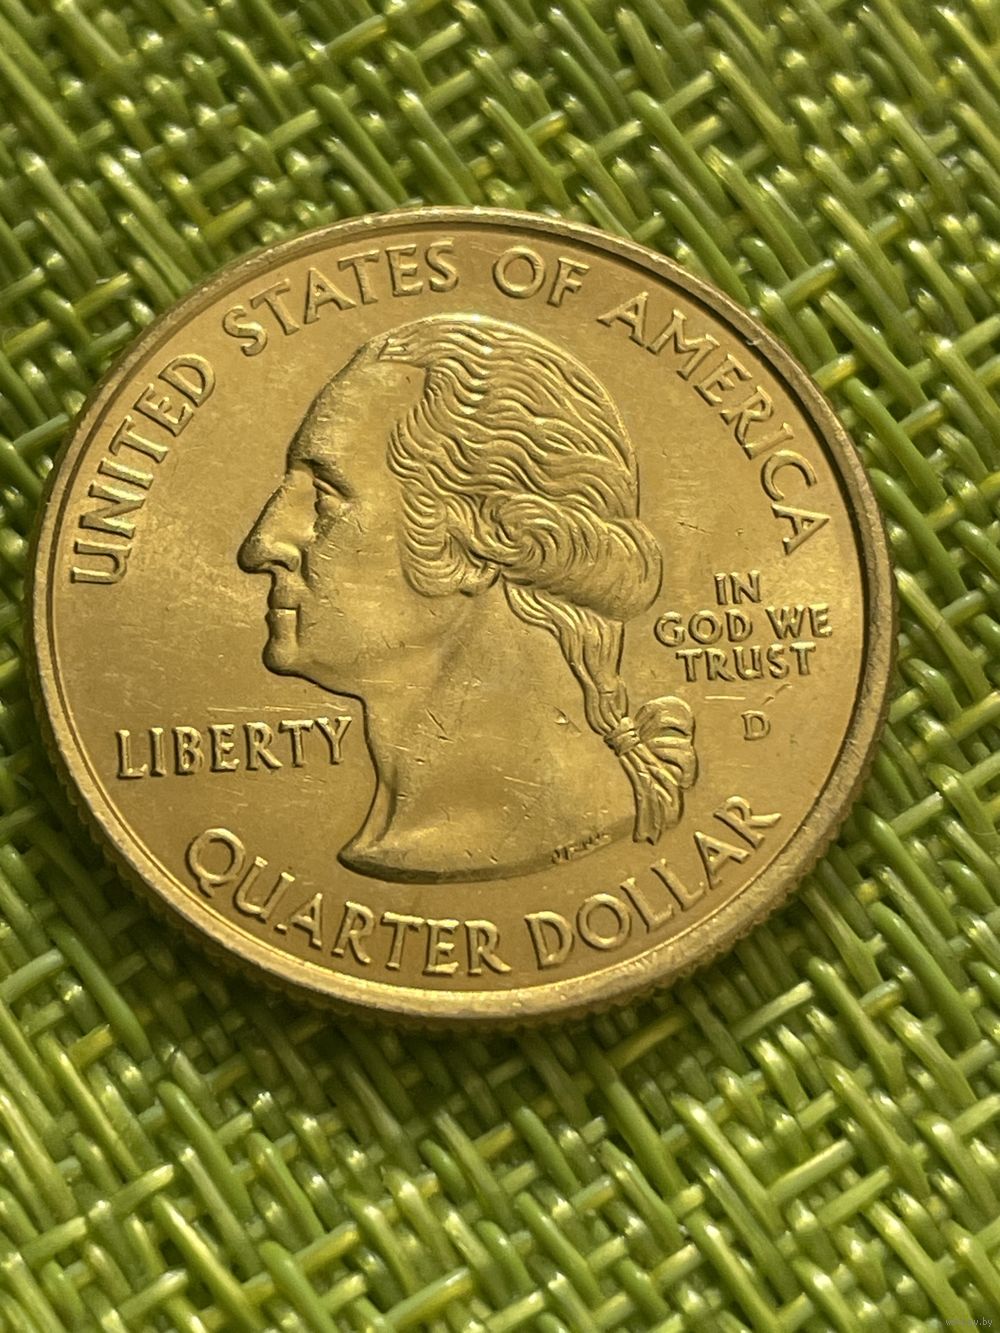 UNITED STATES OF AMERICA
IN
GOD WE
TRUST
D
LIBERTY
QUARTER DOLLAR